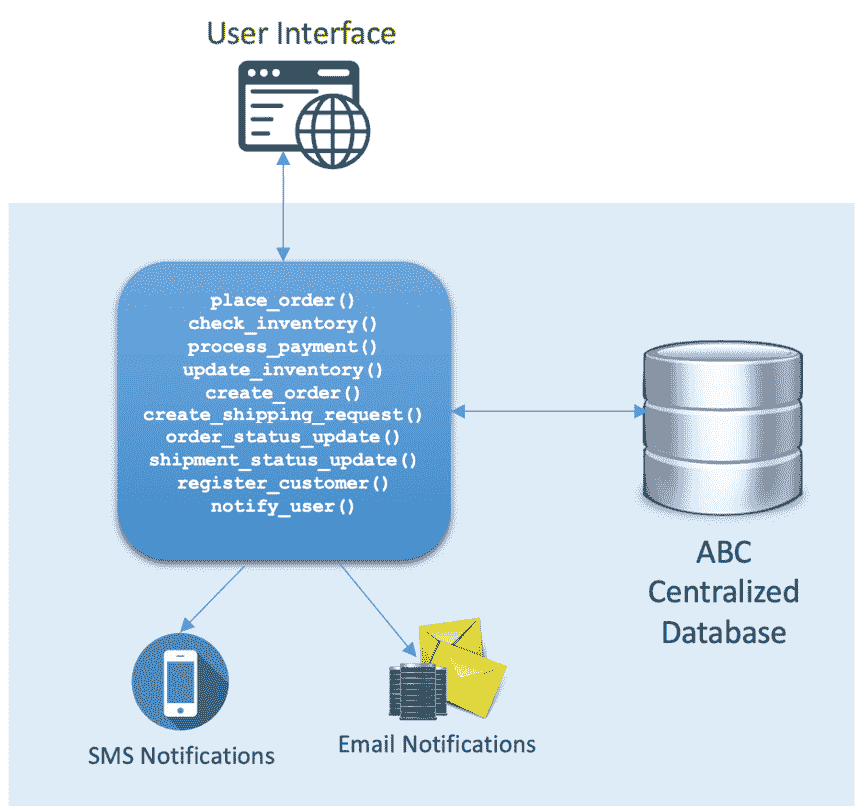 User Interface
place_order()
check_inventory()
process_payment()
update_inventory()
create_order()
create_shipping_request()
order_status_update()
shipment_status_update()
register_customer()
notify_user()
ABC
Centralized
Database
SMS Notifications
Email Notifications